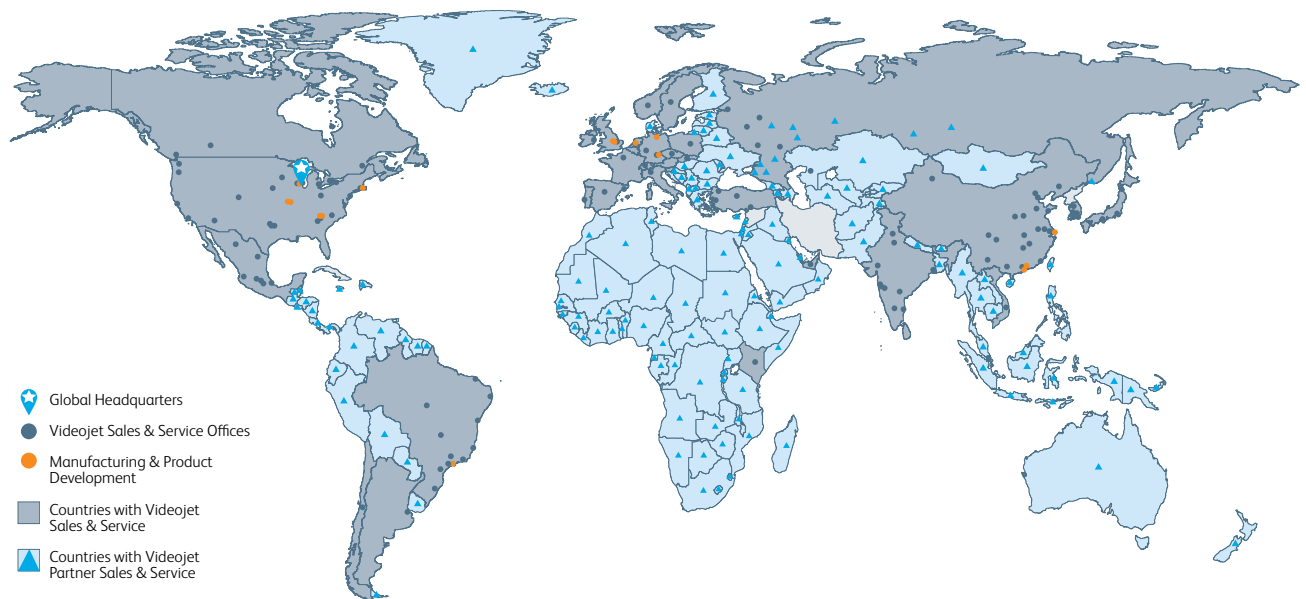 Global Headquarters
Videojet Sales & Service Offices
Manufacturing & Product
Development
Countries with Videojet
Sales & Service
Countries with Videojet
Partner Sales & Service